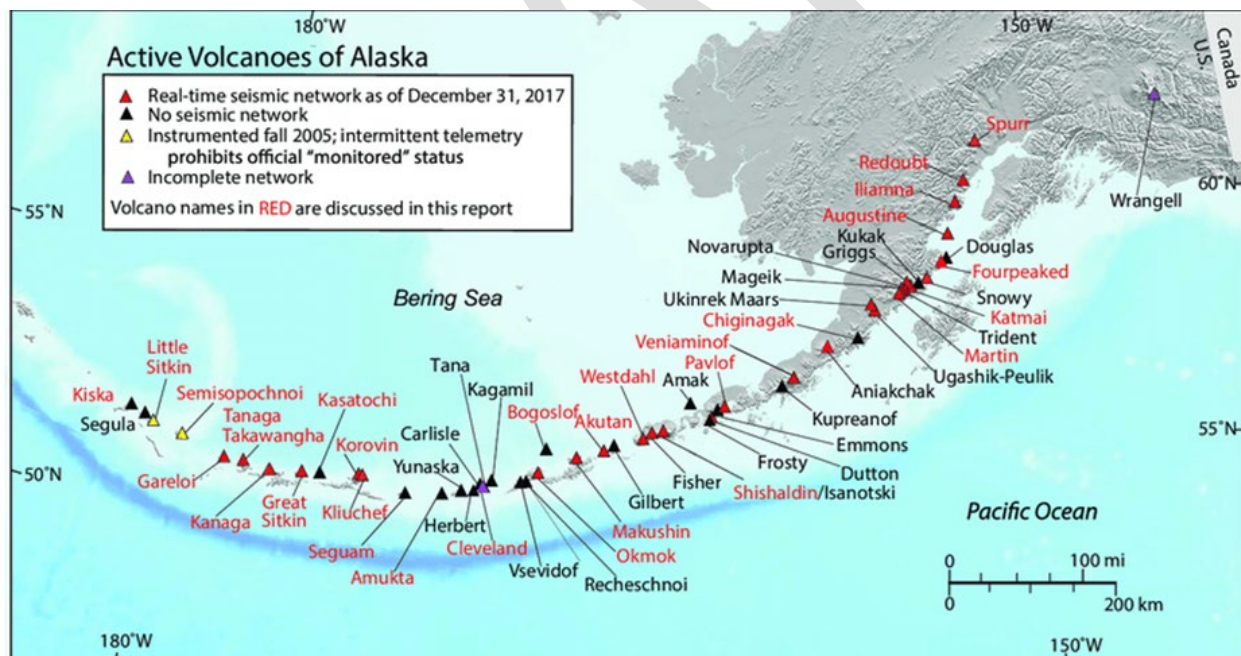 180°W
150°W
Canada
U.S.
Active Volcanoes of Alaska
Real-time seismic network as of December 31, 2017
No seismic network
Instrumented fall 2005; intermittent telemetry
prohibits official “monitored” status
Incomplete network
Volcano names in RED are discussed in this report
55°N
60°N
Spurr
Redoubt
Iliamna
Wrangell
Augustine
Kukak
Novarupta
Griggs
Douglas
Mageik
Fourpeaked
Bering Sea
Ukinrek Maars
Snowy
Katmai
Chiginagak
Trident
Martin
Veniaminof
Ugashik-Peulik
Pavlof
Aniakchak
Little
Sitkin
Tana
Kagamil
Westdahl
Amak
Kiska
Semisopochnoi
Kasatochi
Bogoslof
Akutan
Kupreanof
Segula
Tanaga
Takawangha
Korovin
Carlisle
Emmons
55°N
50°N
Yunaska
Frosty
Dutton
Gareloi
Great
Sitkin
Fisher
Gilbert
Shishaldin/Isanotski
Kanaga
Kliuchef
Herbert
Makushin
Pacific Ocean
Seguam
Cleveland
Okmok
Amukta
Vsevidof
Recheschnoi
0
100 mi
0
200 km
180°W
150°W